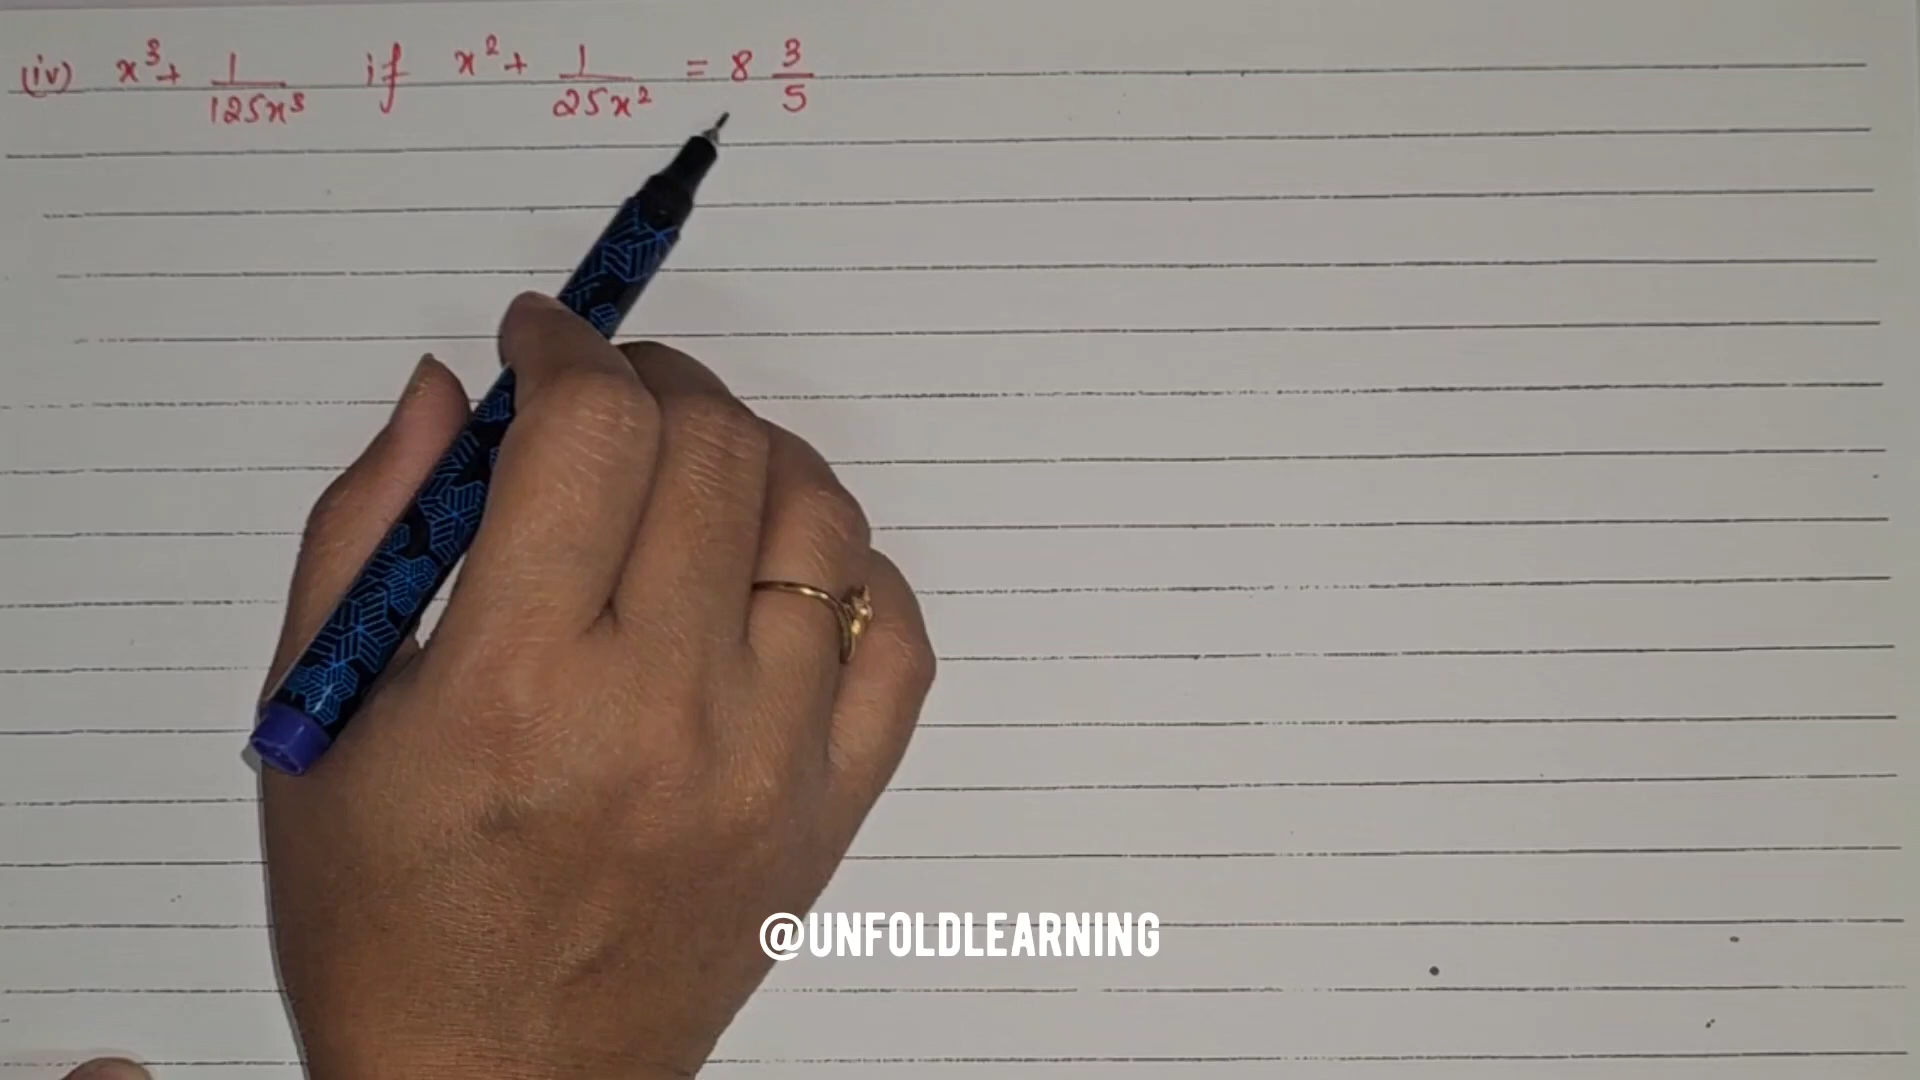 (iv) x³ + 1/125x³ if x² + 1/25x² = 8 3/5
@UNFOLDLEARNING